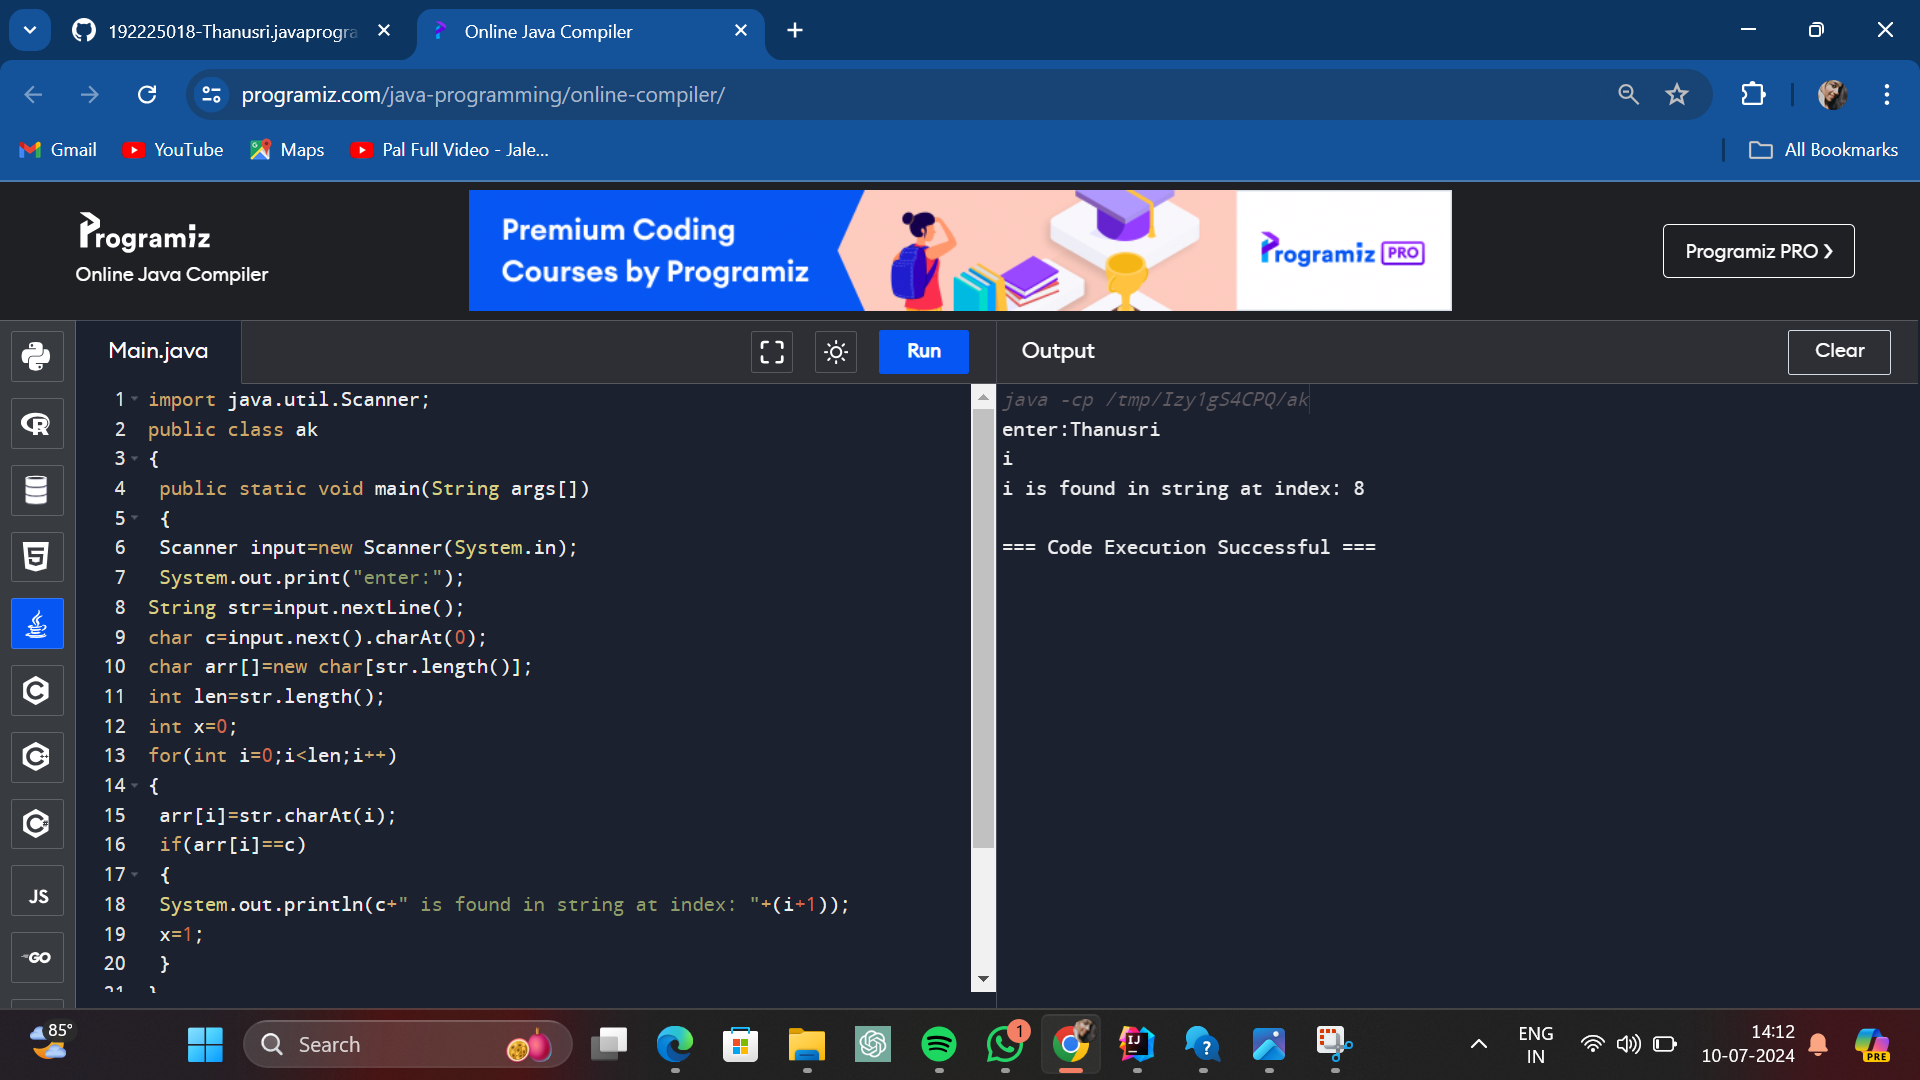 192225018-Thanusri.javaprogra
Online Java Compiler
programiz.com/java-programming/online-compiler/
Gmail
YouTube
Maps
Pal Full Video - Jale...
All Bookmarks
Programiz
Online Java Compiler
Premium Coding
Courses by Programiz
Programiz PRO
Programiz PRO ❯
Main.java
Run
Output
Clear
1 import java.util.Scanner;
2 public class ak
3 {
4 public static void main(String args[])
5 {
6 Scanner input=new Scanner(System.in);
7 System.out.print("enter:");
8 String str=input.nextLine();
9 char c=input.next().charAt(0);
10 char arr[]=new char[str.length()];
11 int len=str.length();
12 int x=0;
13 for(int i=0;i<len;i++)
14 {
15 arr[i]=str.charAt(i);
16 if(arr[i]==c)
17 {
18 System.out.println(c+" is found in string at index: "+(i+1));
19 x=1;
20 }
21 }
java -cp /tmp/Izy1gS4CPQ/ak
enter:Thanusri
i
i is found in string at index: 8
=== Code Execution Successful ===
R
5
C
C++
C#
JS
GO
85°
Search
1
IJ
?
ENG
IN
14:12
10-07-2024
PRE